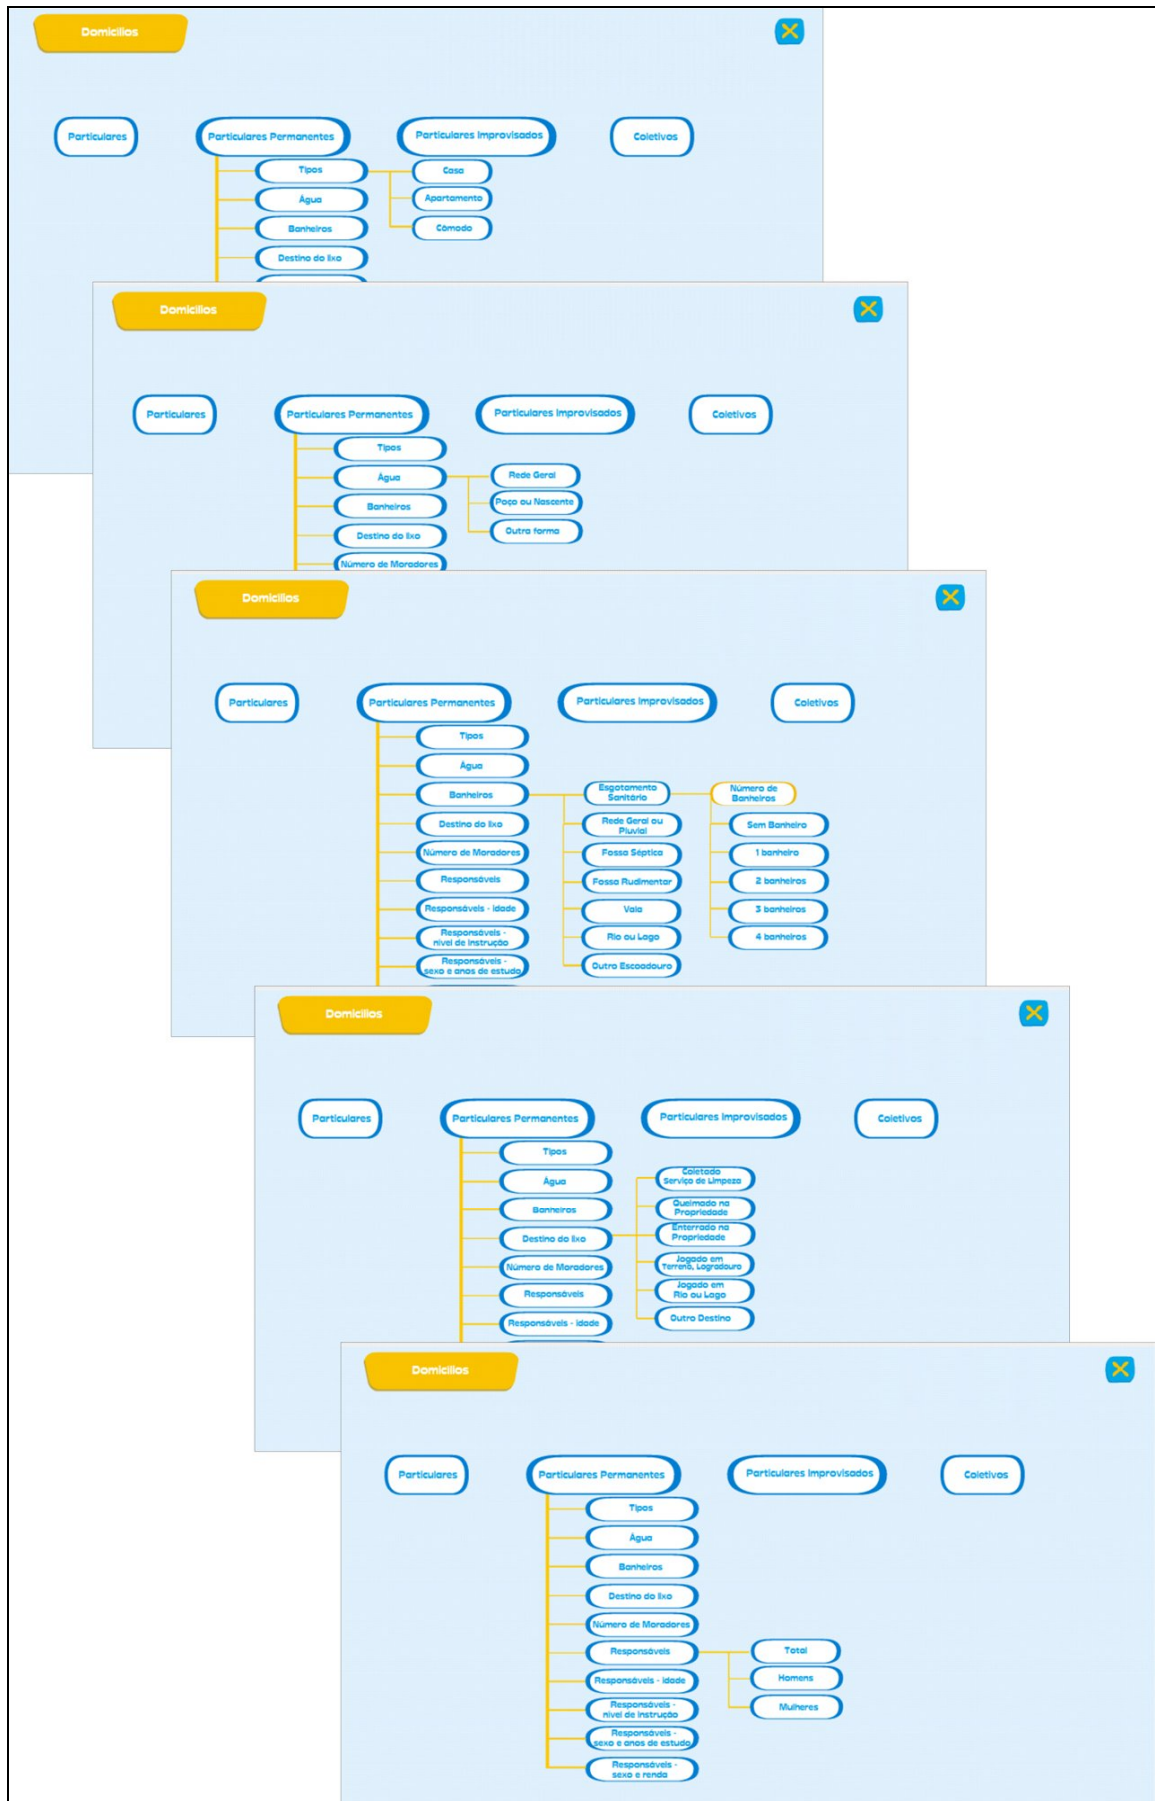 Domicílios
Particulares
Particulares Permanentes
Particulares Improvisados
Coletivos
Tipos
Casa
Água
Apartamento
Banheiros
Cômodo
Destino do lixo
Domicílios
Particulares
Particulares Permanentes
Particulares Improvisados
Coletivos
Tipos
Água
Rede Geral
Banheiros
Poço ou Nascente
Destino do lixo
Outra forma
Número de Moradores
Domicílios
Particulares
Particulares Permanentes
Particulares Improvisados
Coletivos
Tipos
Água
Banheiros
Esgotamento
Sanitário
Número de
Banheiros
Destino do lixo
Rede Geral ou
Pluvial
Sem Banheiro
Número de Moradores
Fossa Séptica
1 banheiro
Responsáveis
Fossa Rudimentar
2 banheiros
Responsáveis - idade
Vala
3 banheiros
Responsáveis -
nível de instrução
Rio ou Lago
4 banheiros
Responsáveis -
sexo e anos de estudo
Outro Escoadouro
Domicílios
Particulares
Particulares Permanentes
Particulares Improvisados
Coletivos
Tipos
Água
Coletado
Serviço de Limpeza
Banheiros
Queimado na
Propriedade
Destino do lixo
Enterrado na
Propriedade
Número de Moradores
Jogado em
Terreno, Logradouro
Responsáveis
Jogado em
Rio ou Lago
Responsáveis - idade
Outro Destino
Domicílios
Particulares
Particulares Permanentes
Particulares Improvisados
Coletivos
Tipos
Água
Banheiros
Destino do lixo
Número de Moradores
Responsáveis
Total
Responsáveis - idade
Homens
Responsáveis -
nível de instrução
Mulheres
Responsáveis -
sexo e anos de estudo
Responsáveis -
sexo e renda